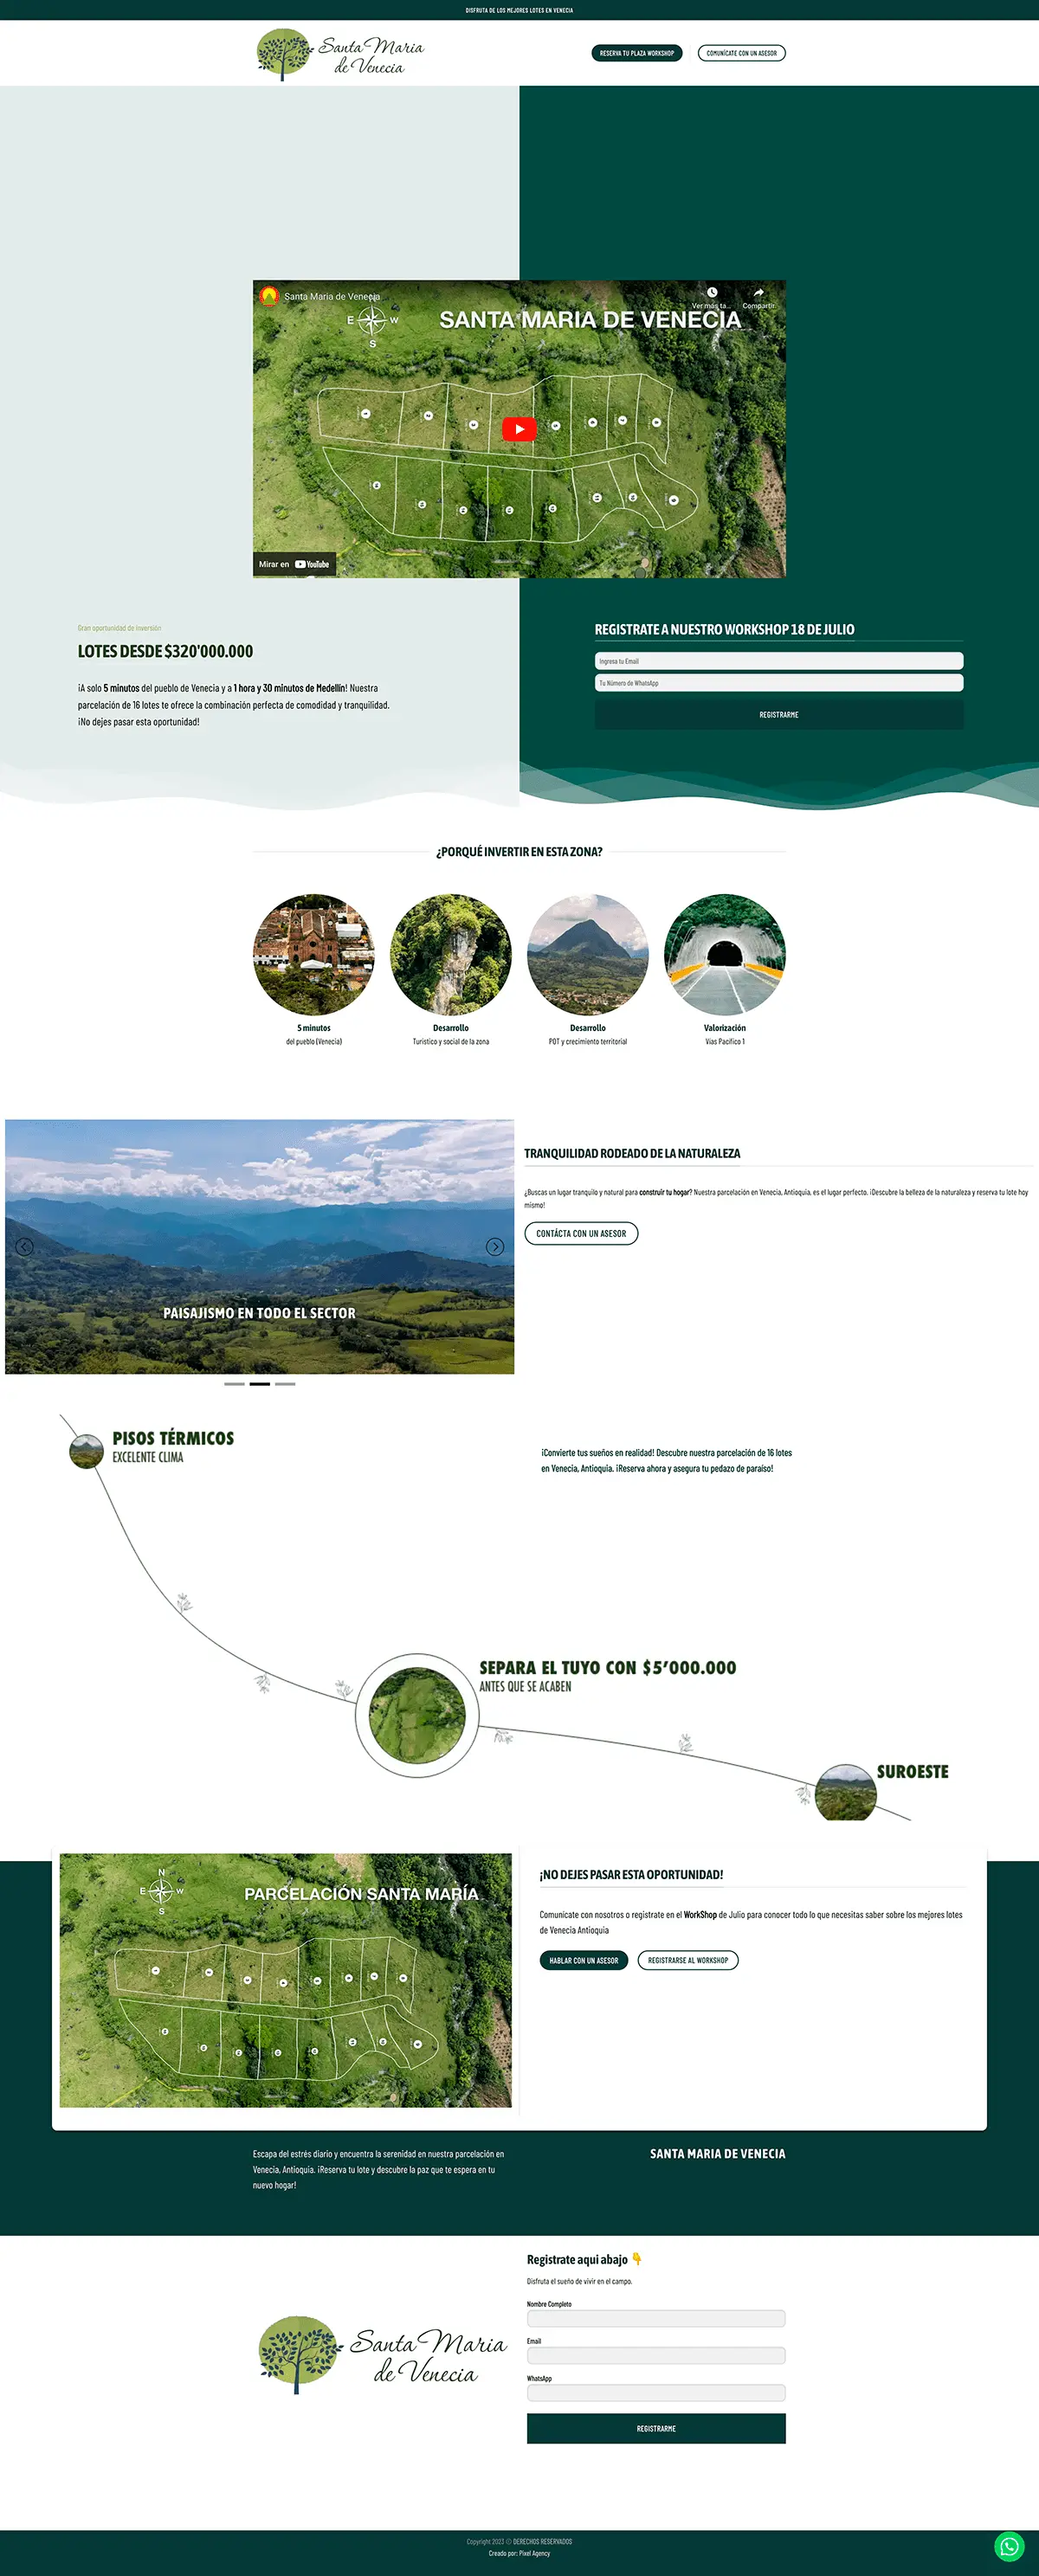 DISFRUTA DE LOS MEJORES LOTES EN VENECIA
Santa Maria
de Venecia
RESERVA TU PLAZA WORKSHOP
COMUNÍCATE CON UN ASESOR
Santa Maria de Venecia
Ver más ta...
Compartir
N
E W
S
SANTA MARIA DE VENECIA
Mirar en YouTube
Gran oportunidad de inversión
LOTES DESDE $320'000.000
¡A solo 5 minutos del pueblo de Venecia y a 1 hora y 30 minutos de Medellín! Nuestra
parcelación de 16 lotes te ofrece la combinación perfecta de comodidad y tranquilidad.
¡No dejes pasar esta oportunidad!
REGISTRATE A NUESTRO WORKSHOP 18 DE JULIO
Ingresa tu Email
Tu Número de WhatsApp
REGISTRARME
¿PORQUÉ INVERTIR EN ESTA ZONA?
5 minutos
del pueblo (Venecia)
Desarrollo
Turístico y social de la zona
Desarrollo
POT y crecimiento territorial
Valorización
Vías Pacífico 1
PAISAJISMO EN TODO EL SECTOR
TRANQUILIDAD RODEADO DE LA NATURALEZA
¿Buscas un lugar tranquilo y natural para construir tu hogar? Nuestra parcelación en Venecia, Antioquia, es el lugar perfecto. ¡Descubre la belleza de la naturaleza y reserva tu lote hoy
mismo!
CONTÁCTA CON UN ASESOR
PISOS TÉRMICOS
EXCELENTE CLIMA
¡Convierte tus sueños en realidad! Descubre nuestra parcelación de 16 lotes
en Venecia, Antioquia. ¡Reserva ahora y asegura tu pedazo de paraíso!
SEPARA EL TUYO CON $5'000.000
ANTES QUE SE ACABEN
SUROESTE
N
E W
S
PARCELACIÓN SANTA MARÍA
¡NO DEJES PASAR ESTA OPORTUNIDAD!
Comunícate con nosotros o registrate en el WorkShop de Julio para conocer todo lo que necesitas saber sobre los mejores lotes
de Venecia Antioquia
HABLAR CON UN ASESOR
REGISTRARSE AL WORKSHOP
Escapa del estrés diario y encuentra la serenidad en nuestra parcelación en
Venecia, Antioquia. ¡Reserva tu lote y descubre la paz que te espera en tu
nuevo hogar!
SANTA MARIA DE VENECIA
Registrate aqui abajo 👇
Disfruta el sueño de vivir en el campo.
Santa Maria
de Venecia
Nombre Completo
Email
WhatsApp
REGISTRARME
Copyright 2023 © DERECHOS RESERVADOS
Creado por: Pixel Agency